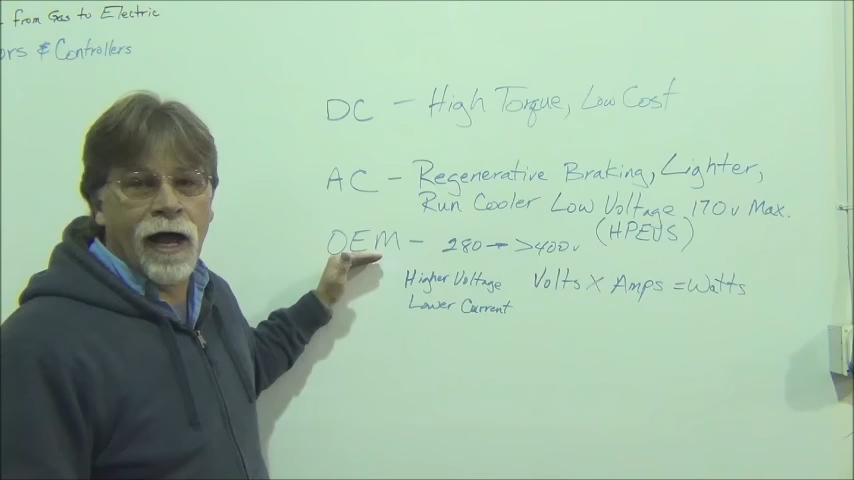 - from Gas to Electric
ors & Controllers
DC - High Torque, Low Cost
AC - Regenerative Braking, Lighter,
Run Cooler Low Voltage 170v Max.
(HPEVS)
OEM - 280 - >400v
Higher Voltage Volts X Amps = Watts
Lower Current